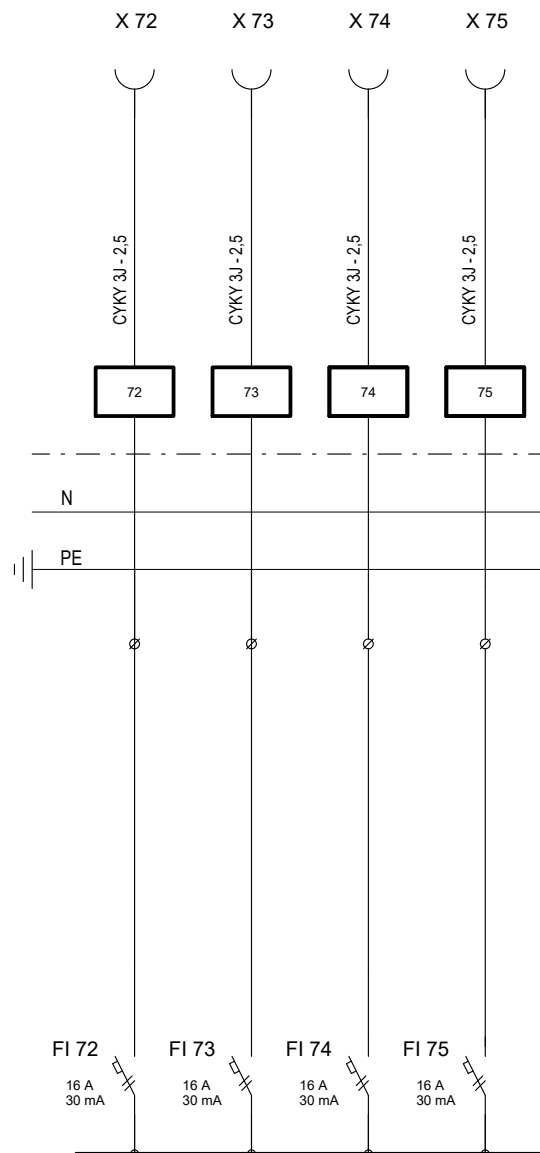 X 72 X 73 X 74 X 75
CYKY 3J - 2,5 CYKY 3J - 2,5 CYKY 3J - 2,5 CYKY 3J - 2,5
72 73 74 75
N
PE
FI 72 FI 73 FI 74 FI 75
16 A 16 A 16 A 16 A
30 mA 30 mA 30 mA 30 mA